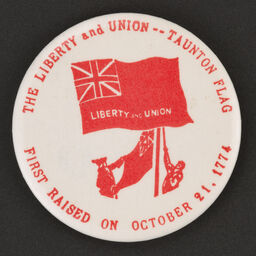 THE LIBERTY and UNION -- TAUNTON FLAG
LIBERTY AND UNION
FIRST RAISED ON OCTOBER 21, 1774